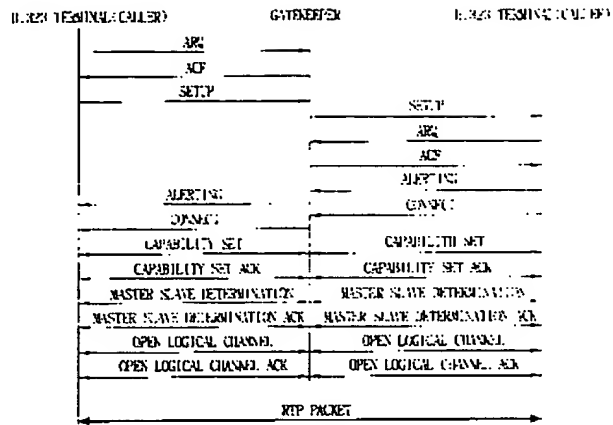 H.323 TERMINAL(CALLER) GATEKEEPER H.323 TERMINAL(CALLER)
ARQ
ACF
SETUP
SETUP
ARQ
ACF
ALERTING
ALERTING
CONNECT
CONNECT
CAPABILITY SET CAPABILITH SET
CAPABILITY SET ACK CAPABILITY SET ACK
MASTER SLAVE DETERMINATION MASTER SLAVE DETERMINATION
MASTER SLAVE DETERMINATION ACK MASTER SLAVE DETERMINATION ACK
OPEN LOGICAL CHANNEL OPEN LOGICAL CHANNEL
OPEN LOGICAL CHANNEL ACK OPEN LOGICAL CHANNEL ACK
RTP PACKET